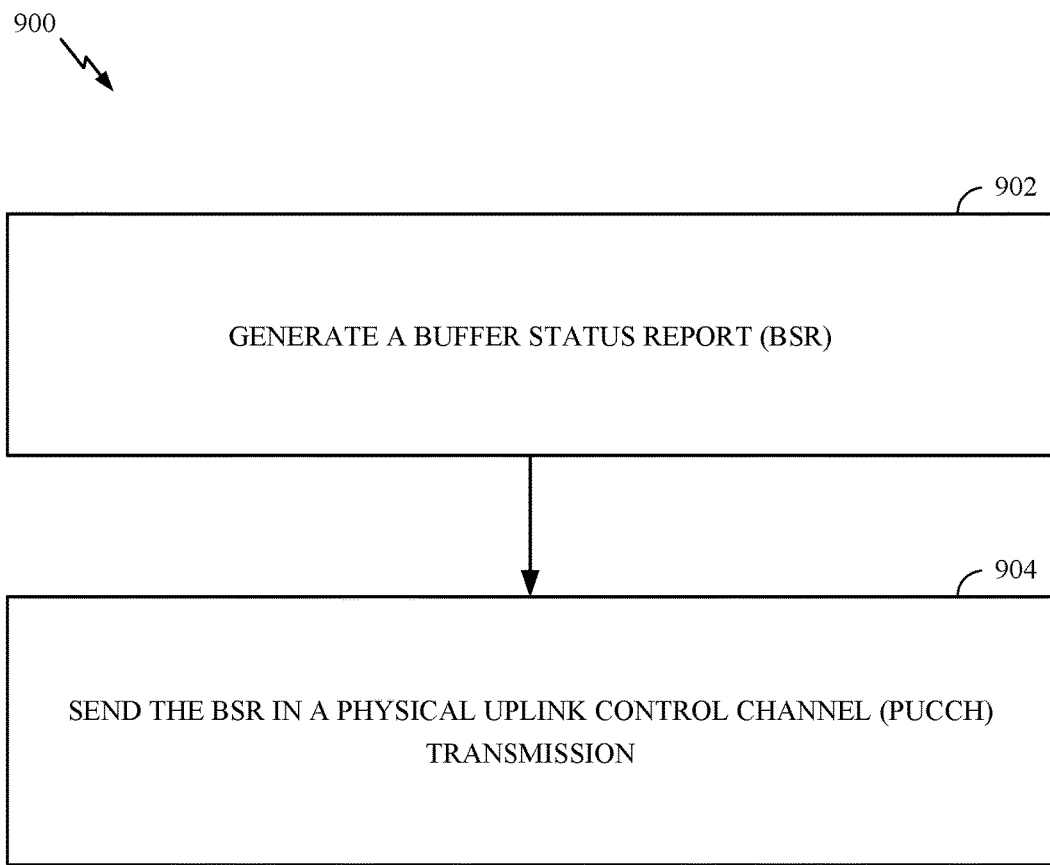 900
902
GENERATE A BUFFER STATUS REPORT (BSR)
904
SEND THE BSR IN A PHYSICAL UPLINK CONTROL CHANNEL (PUCCH)
TRANSMISSION